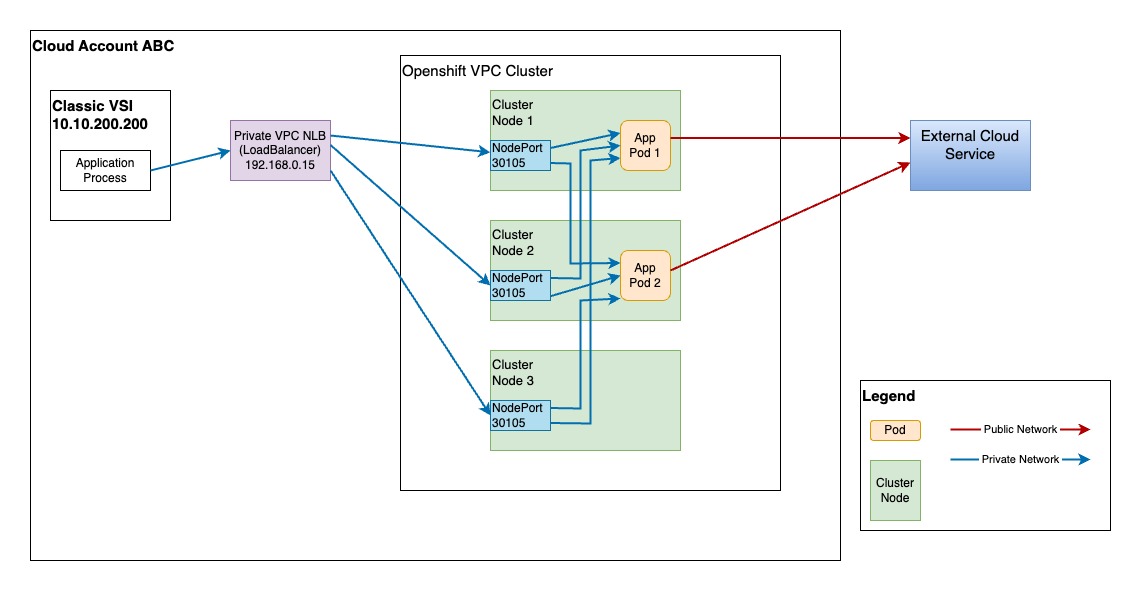 Cloud Account ABC
Openshift VPC Cluster
Classic VSI
10.10.200.200
Application
Process
Private VPC NLB
(LoadBalancer)
192.168.0.15
Cluster
Node 1
NodePort
30105
App
Pod 1
Cluster
Node 2
NodePort
30105
App
Pod 2
Cluster
Node 3
NodePort
30105
External Cloud
Service
Legend
Pod
Public Network
Private Network
Cluster
Node